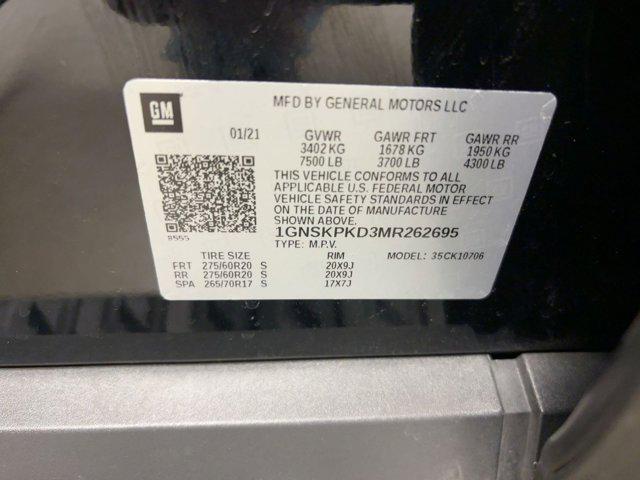 GM
MFD BY GENERAL MOTORS LLC
01/21 GVWR GAWR FRT GAWR RR
3402 KG 1678 KG 1950 KG
7500 LB 3700 LB 4300 LB
THIS VEHICLE CONFORMS TO ALL
APPLICABLE U.S. FEDERAL MOTOR
VEHICLE SAFETY STANDARDS IN EFFECT
ON THE DATE OF MANUFACTURE
SHOWN ABOVE.
8555
1GNSKPKD3MR262695
TYPE: M.P.V. MODEL: 35CK10706
TIRE SIZE RIM
FRT 275/60R20 S 20X9J
RR 275/60R20 S 20X9J
SPA 265/70R17 S 17X7J